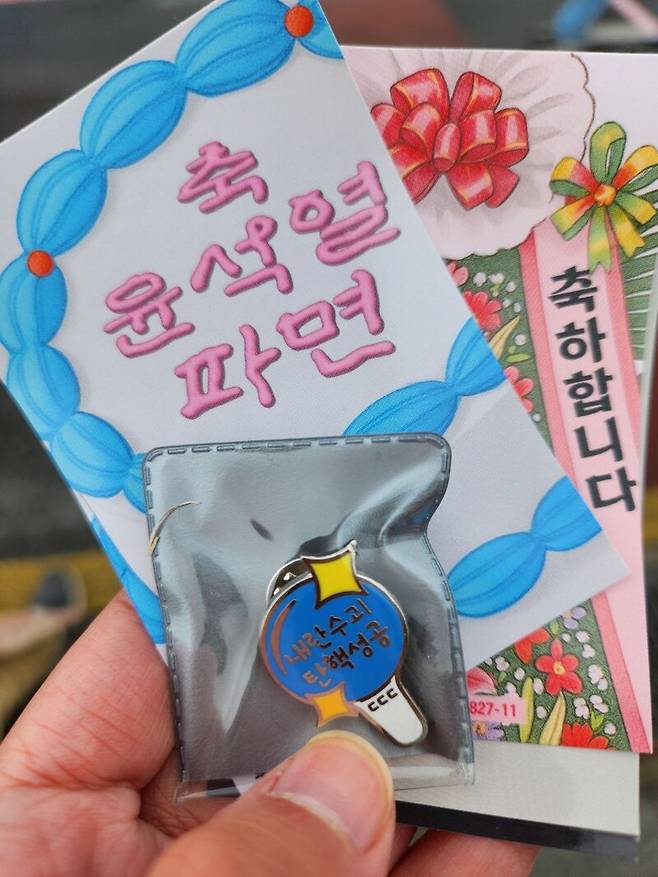 축
윤석열
파면
축하합니다
내란수괴
탄핵성공
ㄷㄷㄷ
827-11